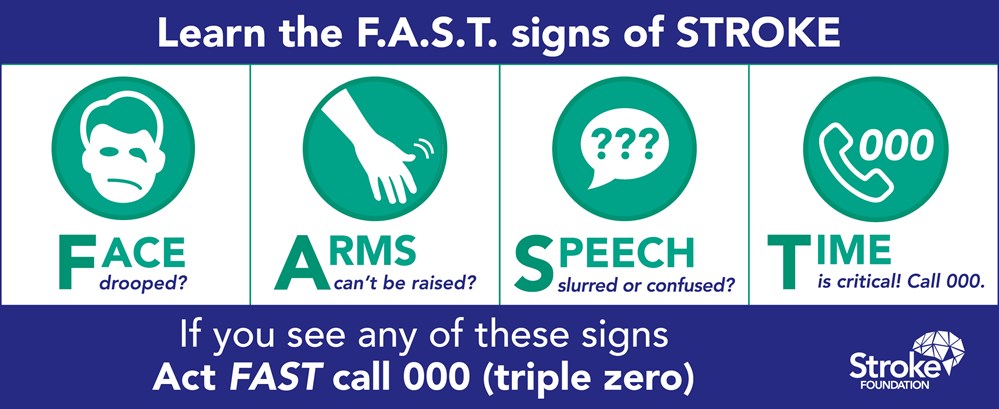 Learn the F.A.S.T. signs of STROKE
FACE
drooped?
ARMS
can't be raised?
???
SPEECH
slurred or confused?
000
TIME
is critical! Call 000.
If you see any of these signs
Act FAST call 000 (triple zero)
Stroke
FOUNDATION